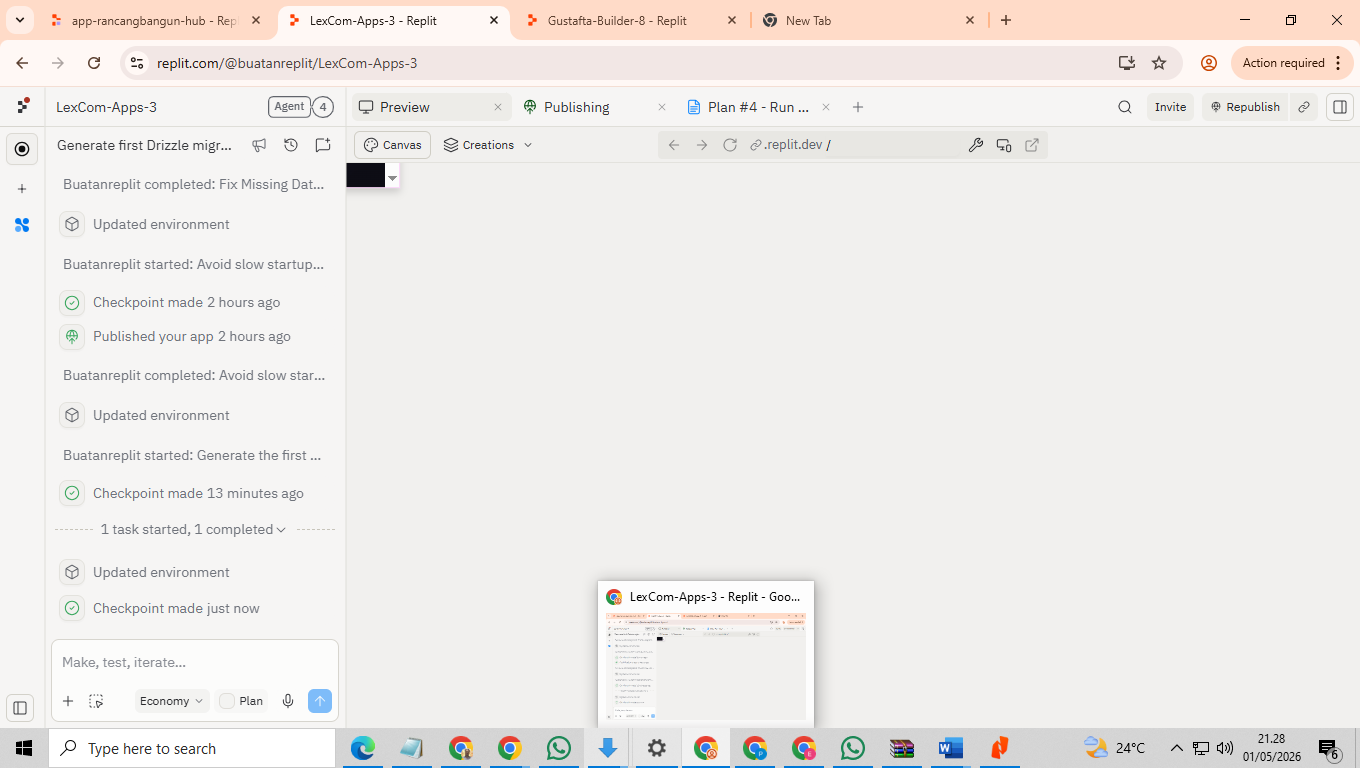 app-rancangbangun-hub - Repl
LexCom-Apps-3 - Replit
Gustafta-Builder-8 - Replit
New Tab
replit.com/@buatanreplit/LexCom-Apps-3
Action required
LexCom-Apps-3
Agent
4
Preview
Publishing
Plan #4 - Run ...
Invite
Republish
Generate first Drizzle migr...
Canvas
Creations
.replit.dev /
Buatanreplit completed: Fix Missing Dat...
Updated environment
Buatanreplit started: Avoid slow startup...
Checkpoint made 2 hours ago
Published your app 2 hours ago
Buatanreplit completed: Avoid slow star...
Updated environment
Buatanreplit started: Generate the first ...
Checkpoint made 13 minutes ago
1 task started, 1 completed
Updated environment
Checkpoint made just now
LexCom-Apps-3 - Replit - Goo...
Make, test, iterate...
Economy
Plan
Type here to search
24°C
21.28
01/05/2026
6